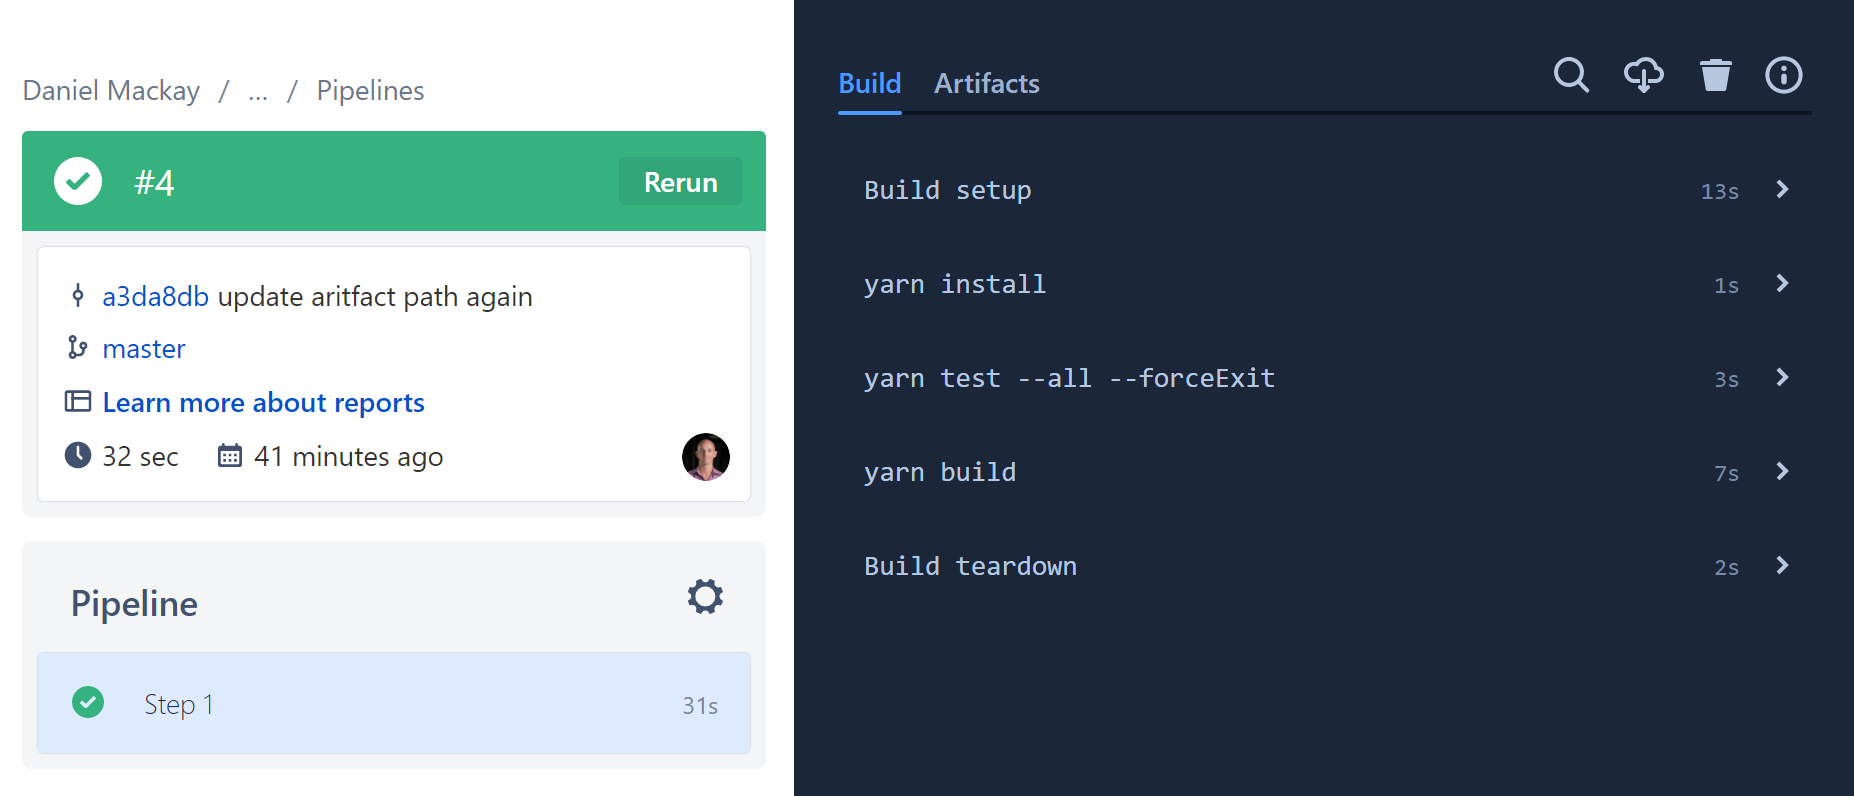 Daniel Mackay / ... / Pipelines
#4 Rerun
a3da8db update aritfact path again
master
Learn more about reports
32 sec 41 minutes ago
Pipeline
Step 1 31s
Build Artifacts
Build setup 13s
yarn install 1s
yarn test --all --forceExit 3s
yarn build 7s
Build teardown 2s